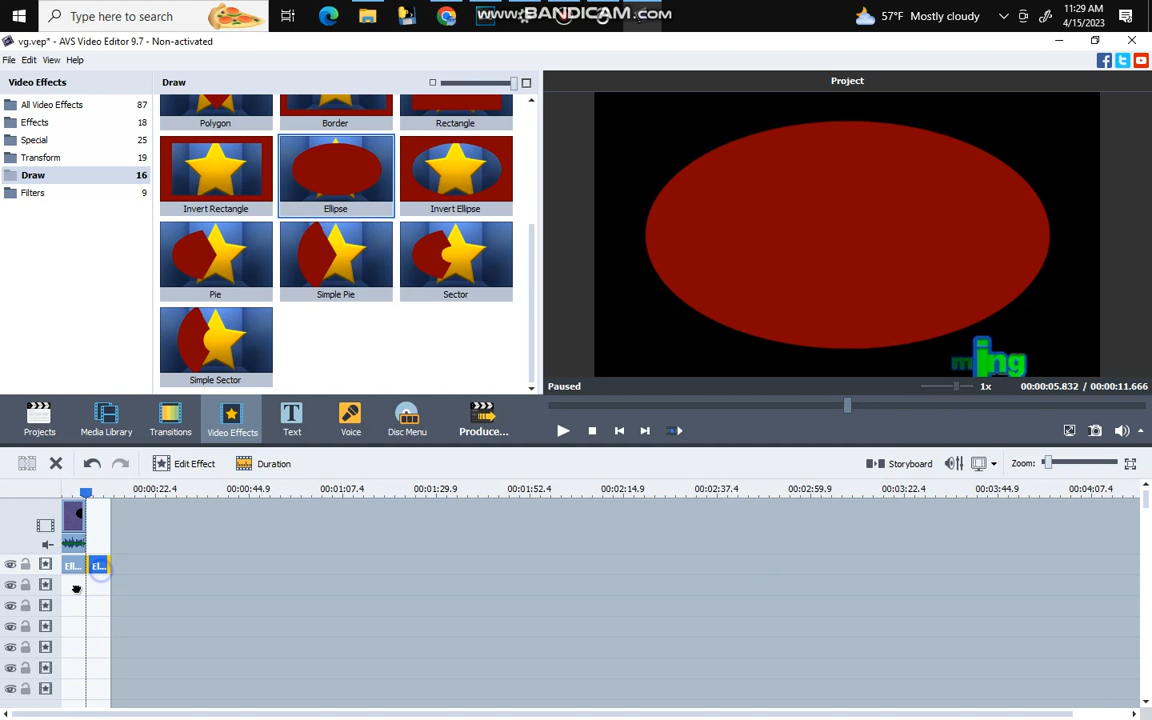 Type here to search
WWW.BANDICAM.COM
57°F Mostly cloudy
11:29 AM
4/15/2023
vg.vep* - AVS Video Editor 9.7 - Non-activated
File Edit View Help
Video Effects
All Video Effects 87
Effects 18
Special 25
Transform 19
Draw 16
Filters 9
Draw
Polygon
Border
Rectangle
Invert Rectangle
Ellipse
Invert Ellipse
Pie
Simple Pie
Sector
Simple Sector
Project
ming
Paused
1x
00:00:05.832 / 00:00:11.666
Projects
Media Library
Transitions
Video Effects
Text
Voice
Disc Menu
Produce...
Edit Effect
Duration
Storyboard
Zoom:
00:00:22.4 00:00:44.9 00:01:07.4 00:01:29.9 00:01:52.4 00:02:14.9 00:02:37.4 00:02:59.9 00:03:22.4 00:03:44.9 00:04:07.4
Ell... El...